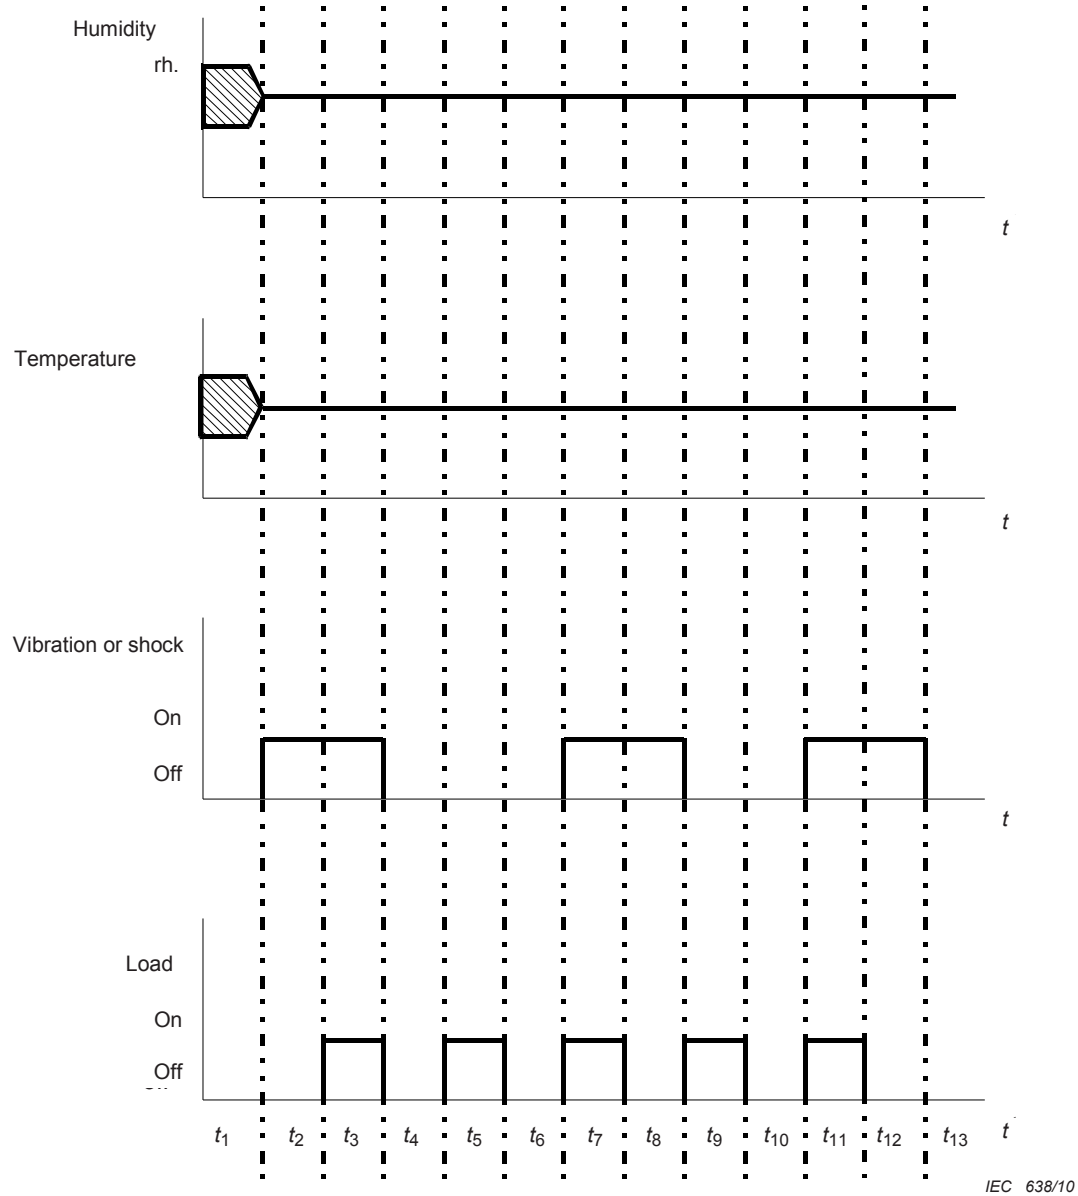 Humidity
rh.
t
Temperature
t
Vibration or shock
On
Off
t
Load
On
Off
t1 t2 t3 t4 t5 t6 t7 t8 t9 t10 t11 t12 t13 t
IEC 638/10